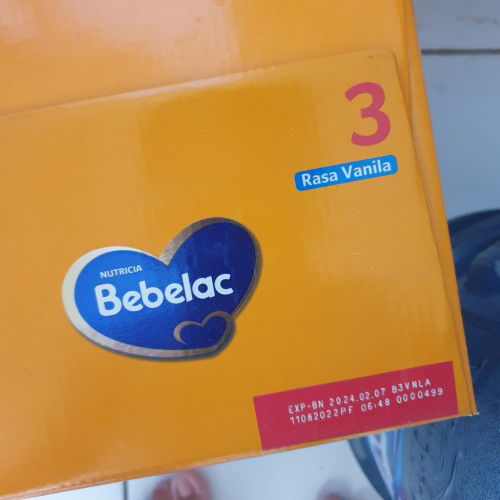 3
Rasa Vanila
NUTRICIA
Bebelac
EXP-BN 2024.02.07 B3VNLA
11082022PF 06:48 0000499